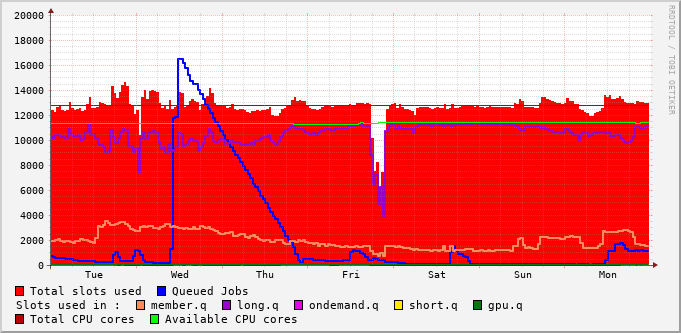 20000
18000
16000
14000
12000
10000
8000
6000
4000
2000
0
Tue Wed Thu Fri Sat Sun Mon
RRDTOOL / TOBI OETIKER
Total slots used Queued Jobs
Slots used in : member.q long.q ondemand.q short.q gpu.q
Total CPU cores Available CPU cores